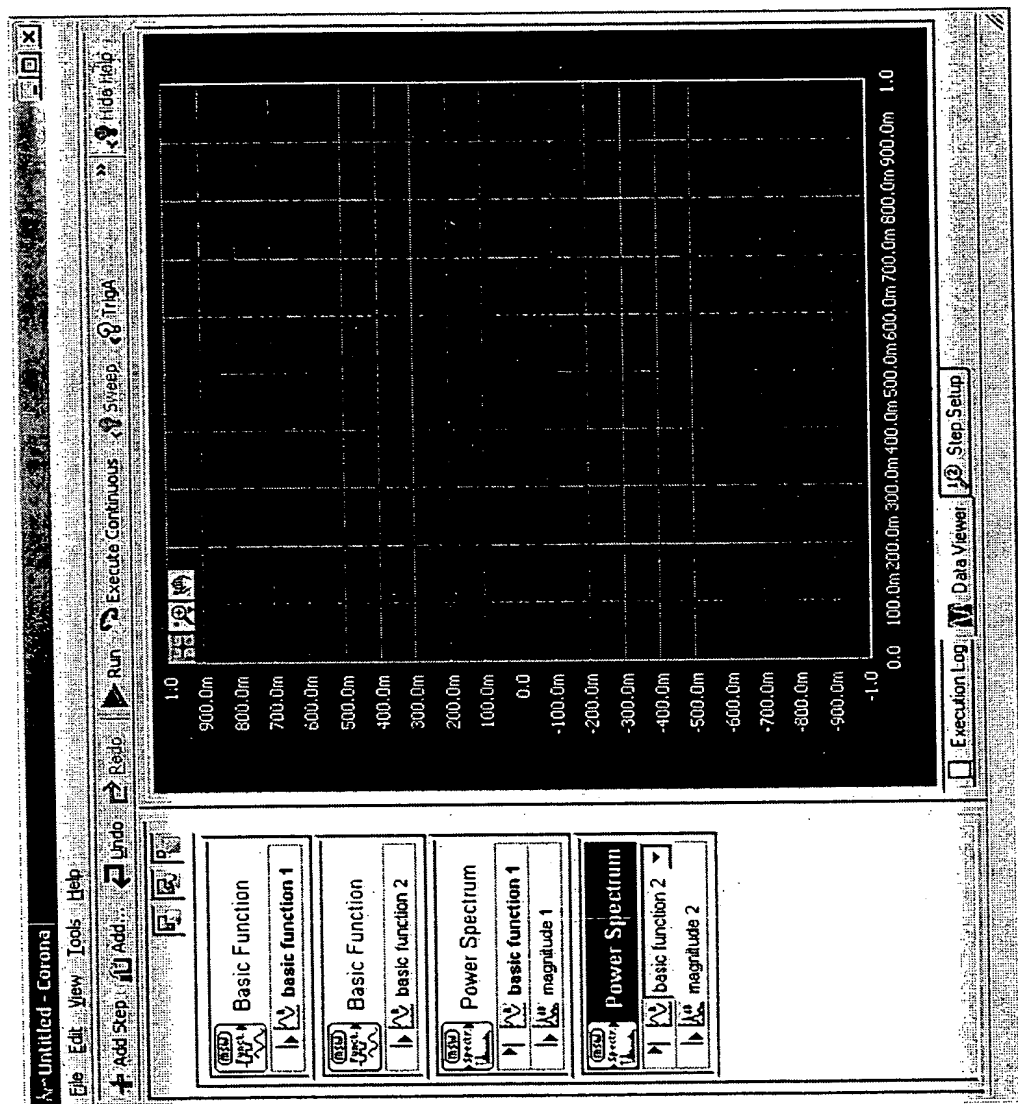 Untitled - Corona
File Edit View Tools Help
Add Step Add... Undo Redo Run Execute Continuous Sweep TrigA » Hide Help
Basic Function
basic function 1
Basic Function
basic function 2
Power Spectrum
basic function 1
magnitude 1
Power Spectrum
basic function 2
magnitude 2
1.0
900.0m
800.0m
700.0m
600.0m
500.0m
400.0m
300.0m
200.0m
100.0m
0.0
-100.0m
-200.0m
-300.0m
-400.0m
-500.0m
-600.0m
-700.0m
-800.0m
-900.0m
-1.0
0.0 100.0m 200.0m 300.0m 400.0m 500.0m 600.0m 700.0m 800.0m 900.0m 1.0
Execution Log Data Viewer Step Setup